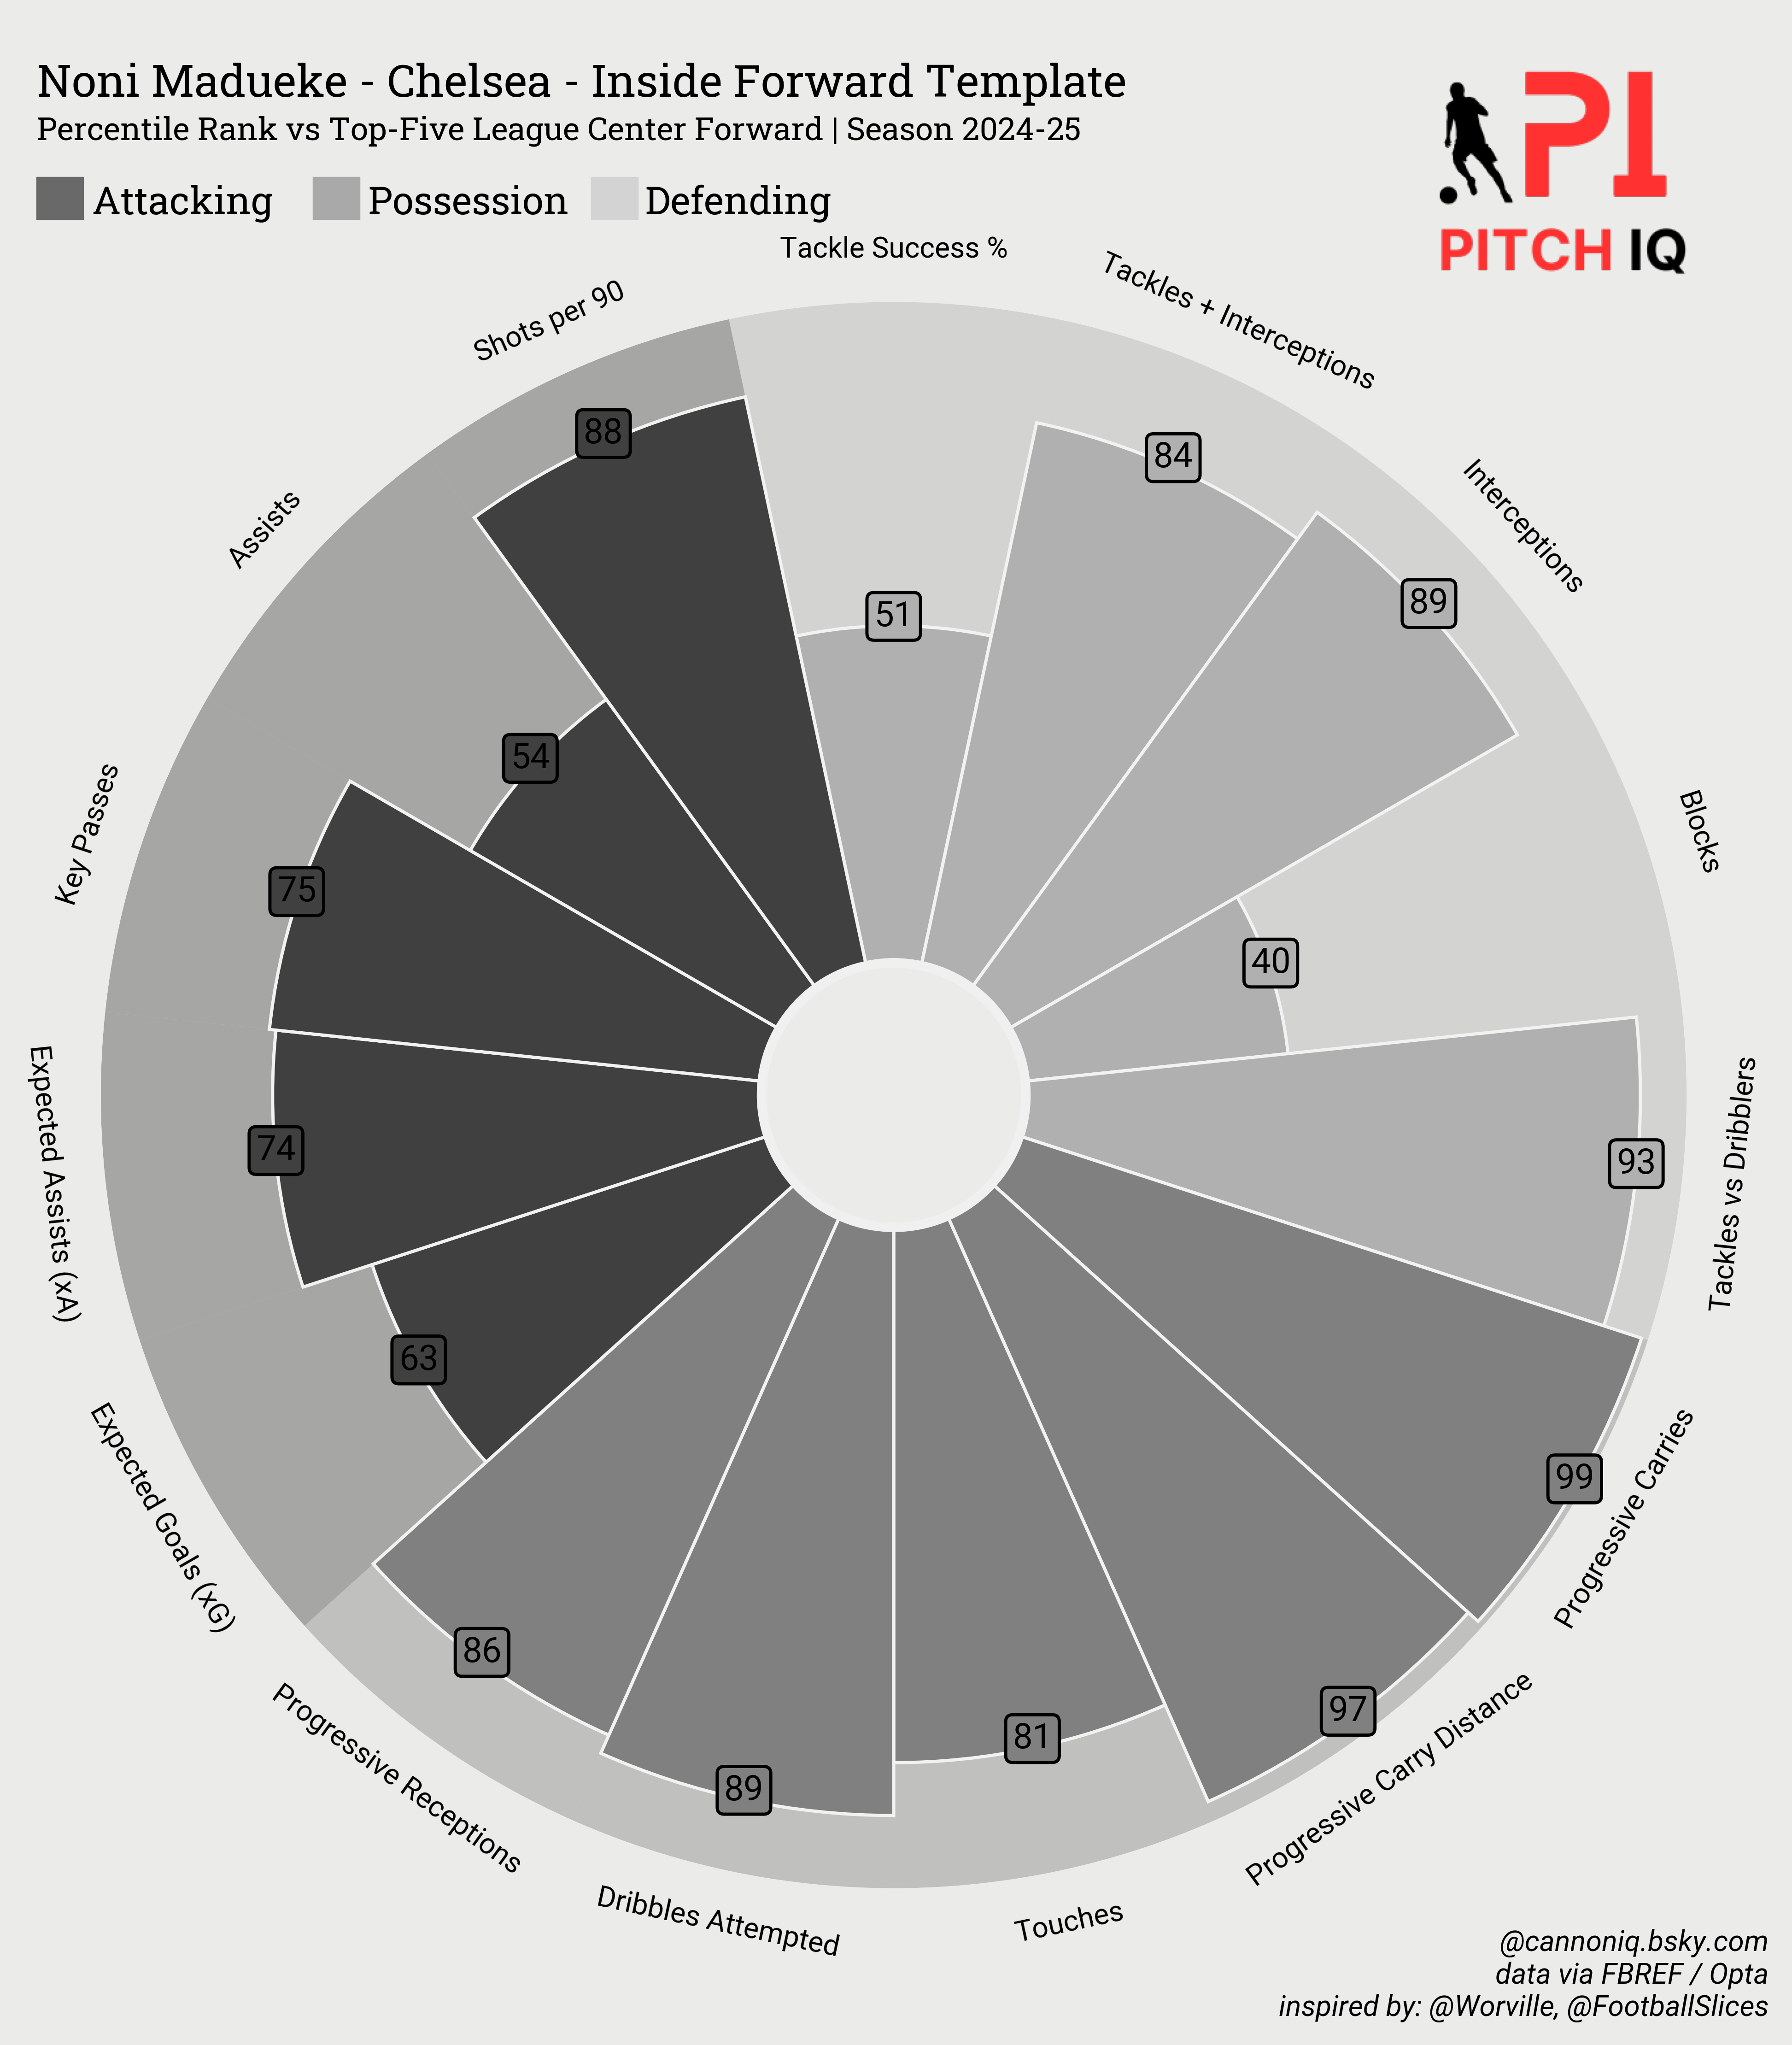 Noni Madueke - Chelsea - Inside Forward Template
Percentile Rank vs Top-Five League Center Forward | Season 2024-25
Attacking
Possession
Defending
PI
PITCH IQ
Tackle Success %
Tackles + Interceptions
Interceptions
Blocks
Tackles vs Dribblers
Progressive Carries
Progressive Carry Distance
Touches
Dribbles Attempted
Progressive Receptions
Expected Goals (xG)
Expected Assists (xA)
Key Passes
Assists
Shots per 90
51
84
89
40
93
99
97
81
89
86
63
74
75
54
88
@cannoniq.bsky.com
data via FBREF / Opta
inspired by: @Worville, @FootballSlices